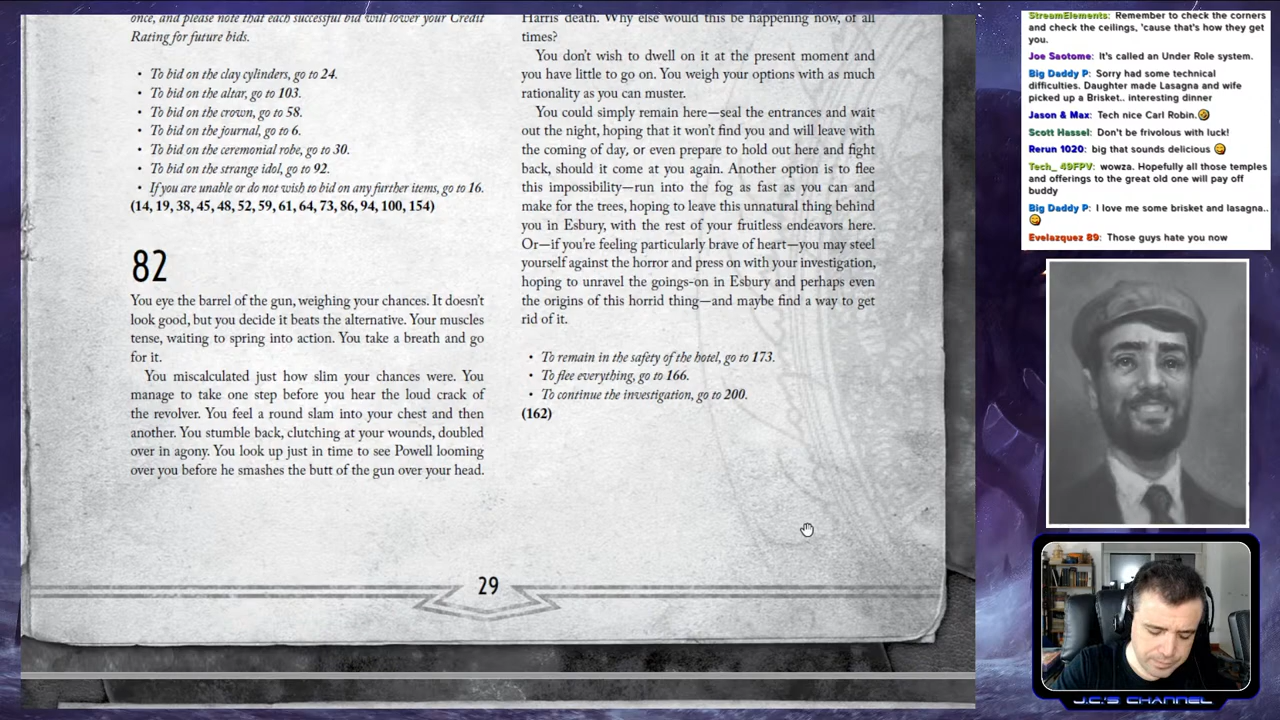 once, and please note that each successful bid will lower your Credit
Rating for future bids.
• To bid on the clay cylinders, go to 24.
• To bid on the altar, go to 103.
• To bid on the crown, go to 58.
• To bid on the journal, go to 6.
• To bid on the ceremonial robe, go to 30.
• To bid on the strange idol, go to 92.
• If you are unable or do not wish to bid on any further items, go to 16.
(14, 19, 38, 45, 48, 52, 59, 61, 64, 73, 86, 94, 100, 154)
82
You eye the barrel of the gun, weighing your chances. It doesn't
look good, but you decide it beats the alternative. Your muscles
tense, waiting to spring into action. You take a breath and go
for it.
You miscalculated just how slim your chances were. You
manage to take one step before you hear the loud crack of
the revolver. You feel a round slam into your chest and then
another. You stumble back, clutching at your wounds, doubled
over in agony. You look up just in time to see Powell looming
over you before he smashes the butt of the gun over your head.
Harris death. Why else would this be happening now, of all
times?
You don't wish to dwell on it at the present moment and
you have little to go on. You weigh your options with as much
rationality as you can muster.
You could simply remain here—seal the entrances and wait
out the night, hoping that it won't find you and will leave with
the coming of day, or even prepare to hold out here and fight
back, should it come at you again. Another option is to flee
this impossibility—run into the fog as fast as you can and
make for the trees, hoping to leave this unnatural thing behind
you in Esbury, with the rest of your fruitless endeavors here.
Or—if you're feeling particularly brave of heart—you may steel
yourself against the horror and press on with your investigation,
hoping to unravel the goings-on in Esbury and perhaps even
the origins of this horrid thing—and maybe find a way to get
rid of it.
• To remain in the safety of the hotel, go to 173.
• To flee everything, go to 166.
• To continue the investigation, go to 200.
(162)
29
StreamElements: Remember to check the corners
and check the ceilings, 'cause that's how they get
you.
Joe Saotome: It's called an Under Role system.
Big Daddy P: Sorry had some technical
difficulties. Daughter made Lasagna and wife
picked up a Brisket.. interesting dinner
Jason & Max: Tech nice Carl Robin.🤣
Scott Hassel: Don't be frivolous with luck!
Rerun 1020: big that sounds delicious 😋
Tech_ 49FPV: wowza. Hopefully all those temples
and offerings to the great old one will pay off
buddy
Big Daddy P: I love me some brisket and lasagna..
😋
Evelazquez 89: Those guys hate you now
J.C.'S CHANNEL